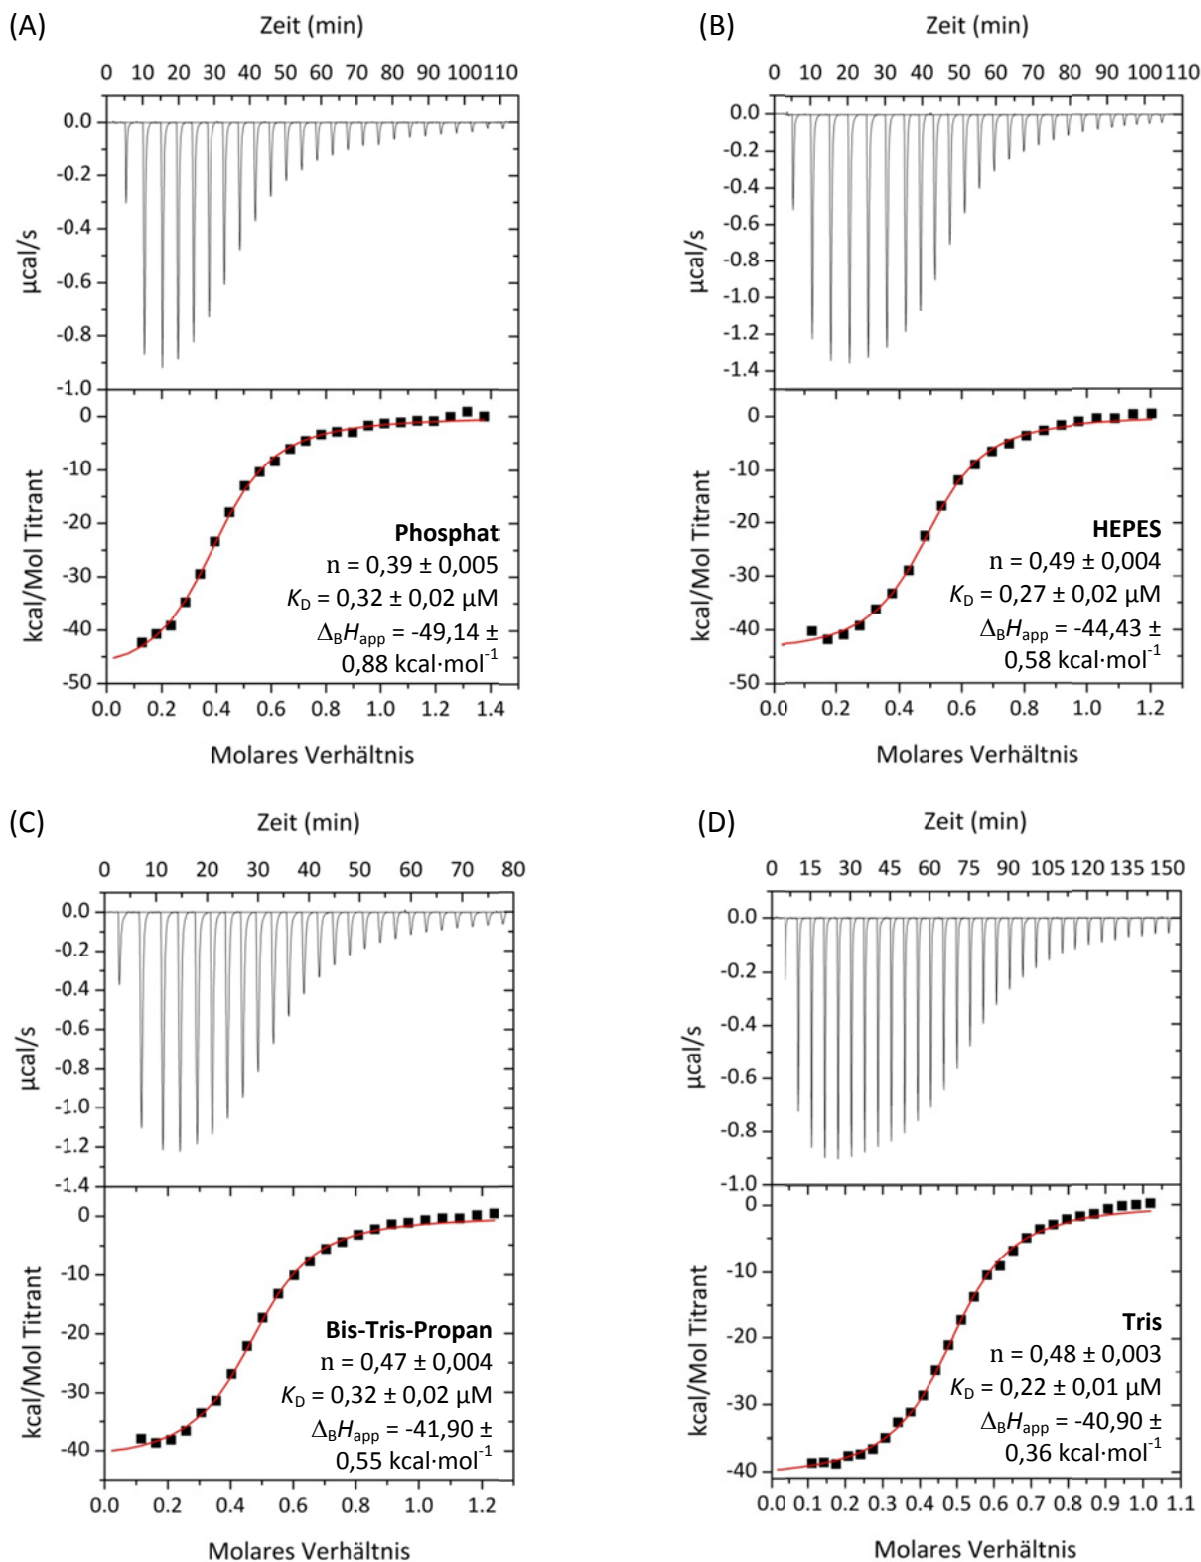 (A)
Zeit (min)
0 10 20 30 40 50 60 70 80 90 100 110
0.0
-0.2
-0.4
-0.6
-0.8
-1.0
µcal/s
0
-10
-20
-30
-40
-50
kcal/Mol Titrant
Phosphat
n = 0,39 ± 0,005
K_D = 0,32 ± 0,02 µM
Δ_BH_app = -49,14 ±
0,88 kcal·mol⁻¹
0.0 0.2 0.4 0.6 0.8 1.0 1.2 1.4
Molares Verhältnis
(B)
Zeit (min)
0 10 20 30 40 50 60 70 80 90 100 110
0.0
-0.2
-0.4
-0.6
-0.8
-1.0
-1.2
-1.4
µcal/s
0
-10
-20
-30
-40
-50
kcal/Mol Titrant
HEPES
n = 0,49 ± 0,004
K_D = 0,27 ± 0,02 µM
Δ_BH_app = -44,43 ±
0,58 kcal·mol⁻¹
0.0 0.2 0.4 0.6 0.8 1.0 1.2
Molares Verhältnis
(C)
Zeit (min)
0 10 20 30 40 50 60 70 80
0.0
-0.2
-0.4
-0.6
-0.8
-1.0
-1.2
-1.4
µcal/s
0
-10
-20
-30
-40
kcal/Mol Titrant
Bis-Tris-Propan
n = 0,47 ± 0,004
K_D = 0,32 ± 0,02 µM
Δ_BH_app = -41,90 ±
0,55 kcal·mol⁻¹
0.0 0.2 0.4 0.6 0.8 1.0 1.2
Molares Verhältnis
(D)
Zeit (min)
0 15 30 45 60 75 90 105 120 135 150
0.0
-0.2
-0.4
-0.6
-0.8
-1.0
µcal/s
0
-10
-20
-30
-40
kcal/Mol Titrant
Tris
n = 0,48 ± 0,003
K_D = 0,22 ± 0,01 µM
Δ_BH_app = -40,90 ±
0,36 kcal·mol⁻¹
0.0 0.1 0.2 0.3 0.4 0.5 0.6 0.7 0.8 0.9 1.0 1.1
Molares Verhältnis